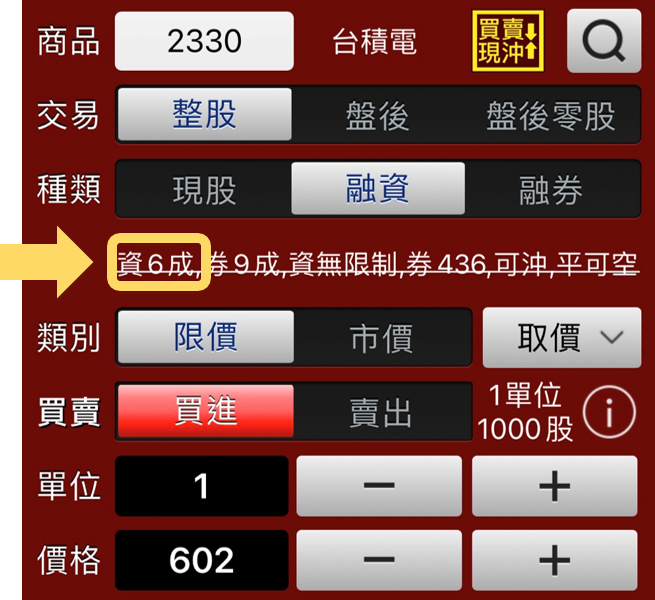 商品 2330 台積電 買賣現沖
交易 整股 盤後 盤後零股
種類 現股 融資 融券
資6成,券9成,資無限制,券436,可沖,平可空
類別 限價 市價 取價
買賣 買進 賣出 1單位 1000股
單位 1 − +
價格 602 − +